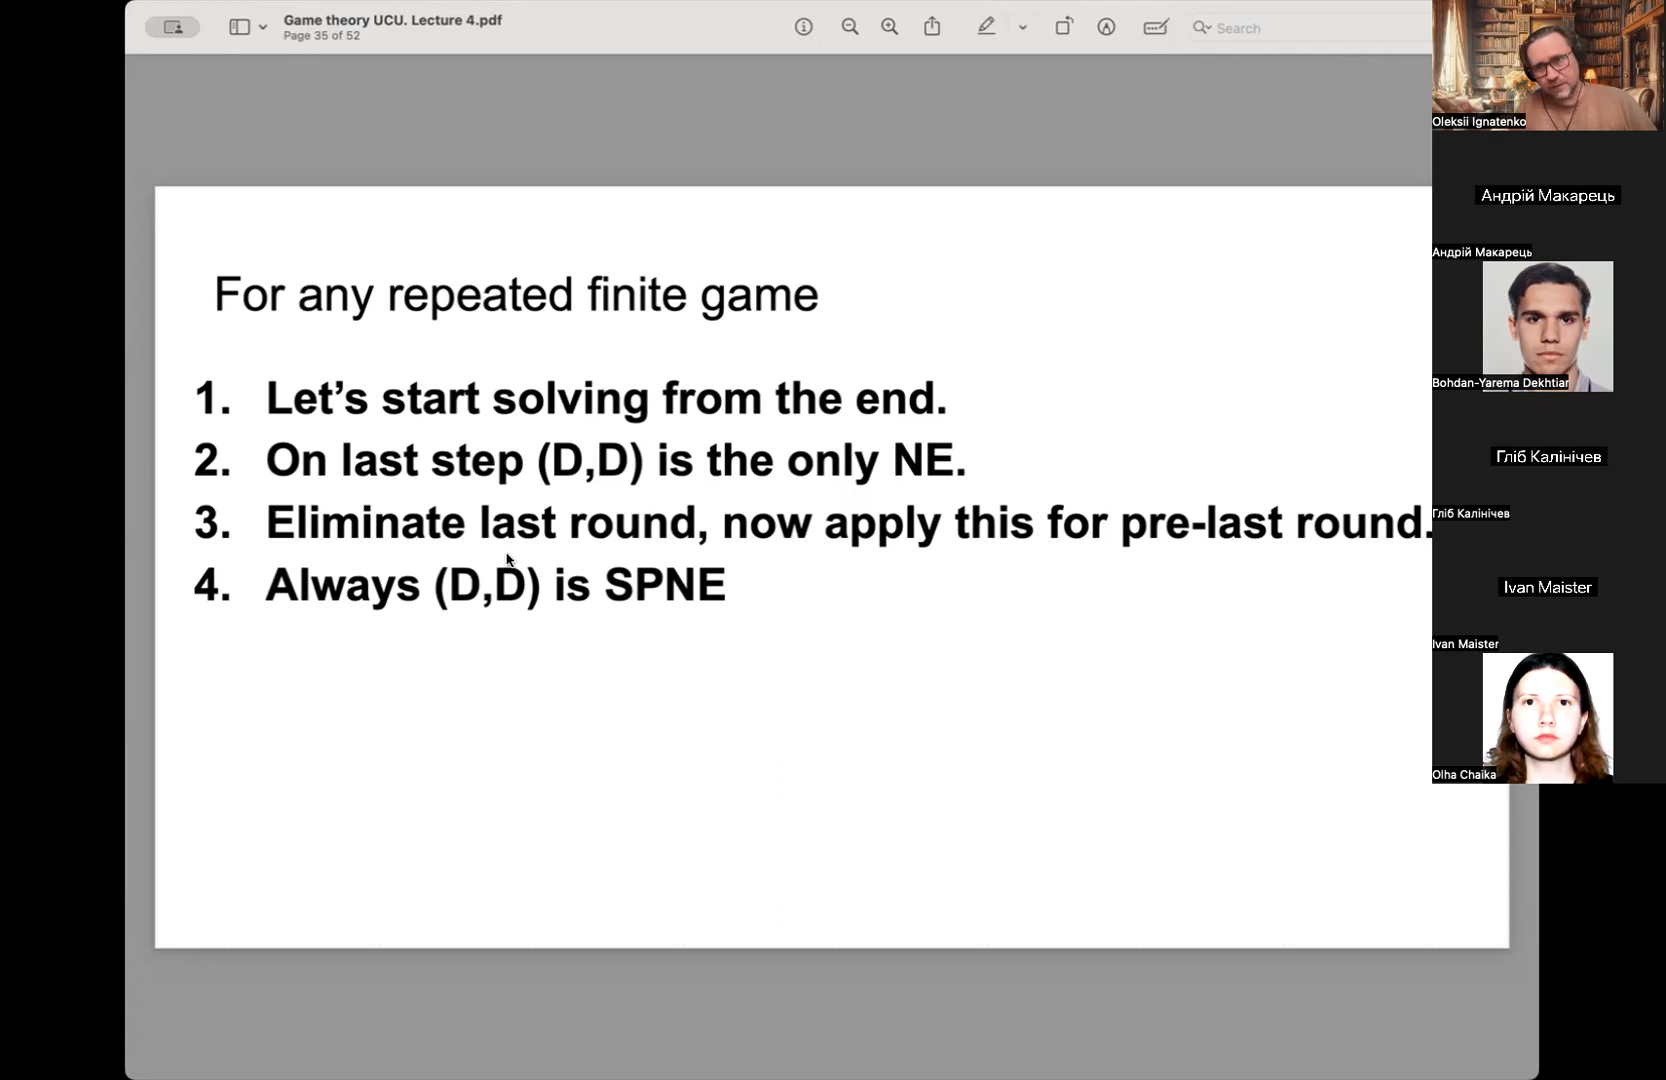 Game theory UCU. Lecture 4.pdf
Page 35 of 52
Search
For any repeated finite game
1. Let’s start solving from the end.
2. On last step (D,D) is the only NE.
3. Eliminate last round, now apply this for pre-last round.
4. Always (D,D) is SPNE
Oleksii Ignatenko
Андрій Макарець
Андрій Макарець
Bohdan-Yarema Dekhtiar
Гліб Калінічев
Гліб Калінічев
Ivan Maister
Ivan Maister
Olha Chaika